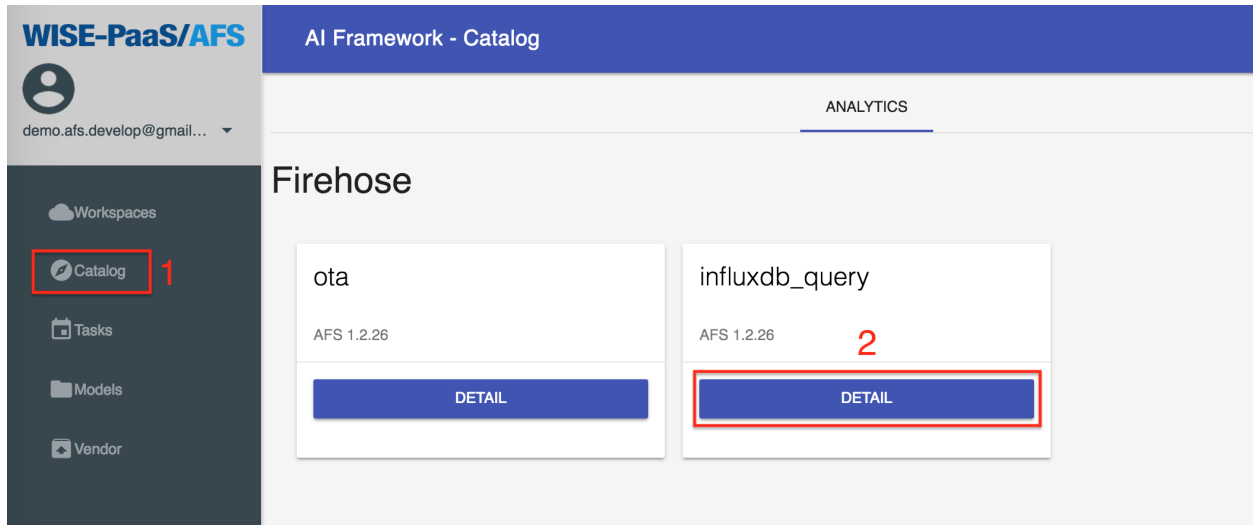 WISE-PaaS/AFS
AI Framework - Catalog
demo.afs.develop@gmail...
ANALYTICS
Firehose
Workspaces
Catalog
1
Tasks
Models
Vendor
ota
AFS 1.2.26
DETAIL
influxdb_query
AFS 1.2.26
2
DETAIL